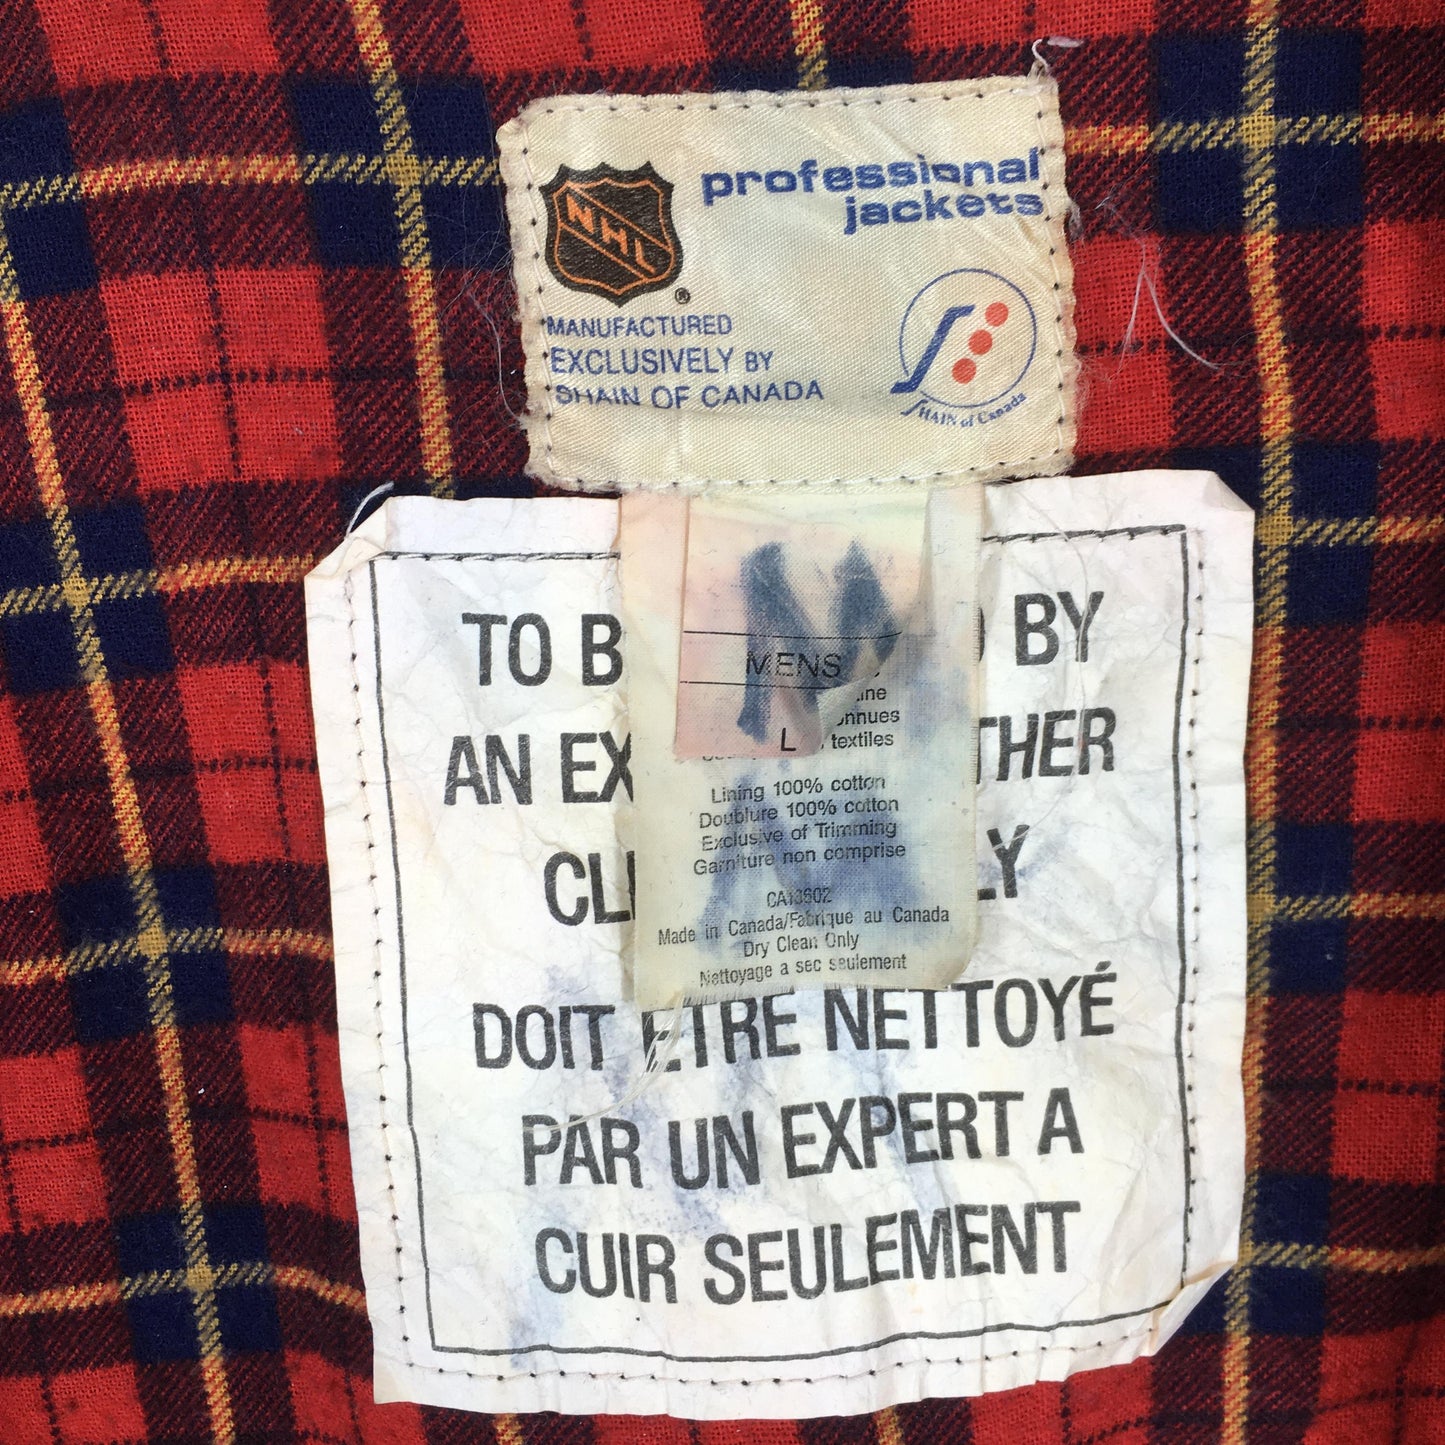 NHL
®
professional
jackets
MANUFACTURED
EXCLUSIVELY BY
SHAIN OF CANADA
SHAIN of Canada
TO B BY
AN EX THER
CL LY
MENS
L
onnues
textiles
Lining 100% cotton
Doublure 100% cotton
Exclusive of Trimming
Garniture non comprise
CA13602
Made in Canada/Fabrique au Canada
Dry Clean Only
Nettoyage a sec seulement
DOIT ETRE NETTOYÉ
PAR UN EXPERT A
CUIR SEULEMENT